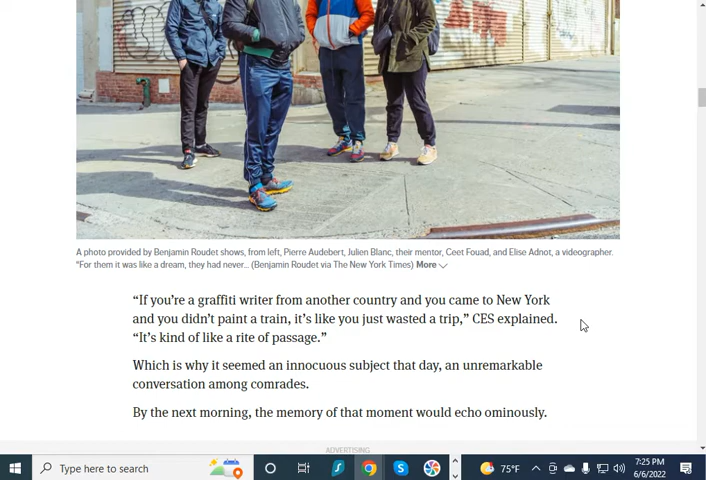 A photo provided by Benjamin Roudet shows, from left, Pierre Audebert, Julien Blanc, their mentor, Ceet Fouad, and Elise Adnot, a videographer.
"For them it was like a dream, they had never... (Benjamin Roudet via The New York Times) More
“If you’re a graffiti writer from another country and you came to New York
and you didn’t paint a train, it’s like you just wasted a trip,” CES explained.
“It’s kind of like a rite of passage.”
Which is why it seemed an innocuous subject that day, an unremarkable
conversation among comrades.
By the next morning, the memory of that moment would echo ominously.
ADVERTISING
Type here to search
75°F
7:25 PM
6/6/2022